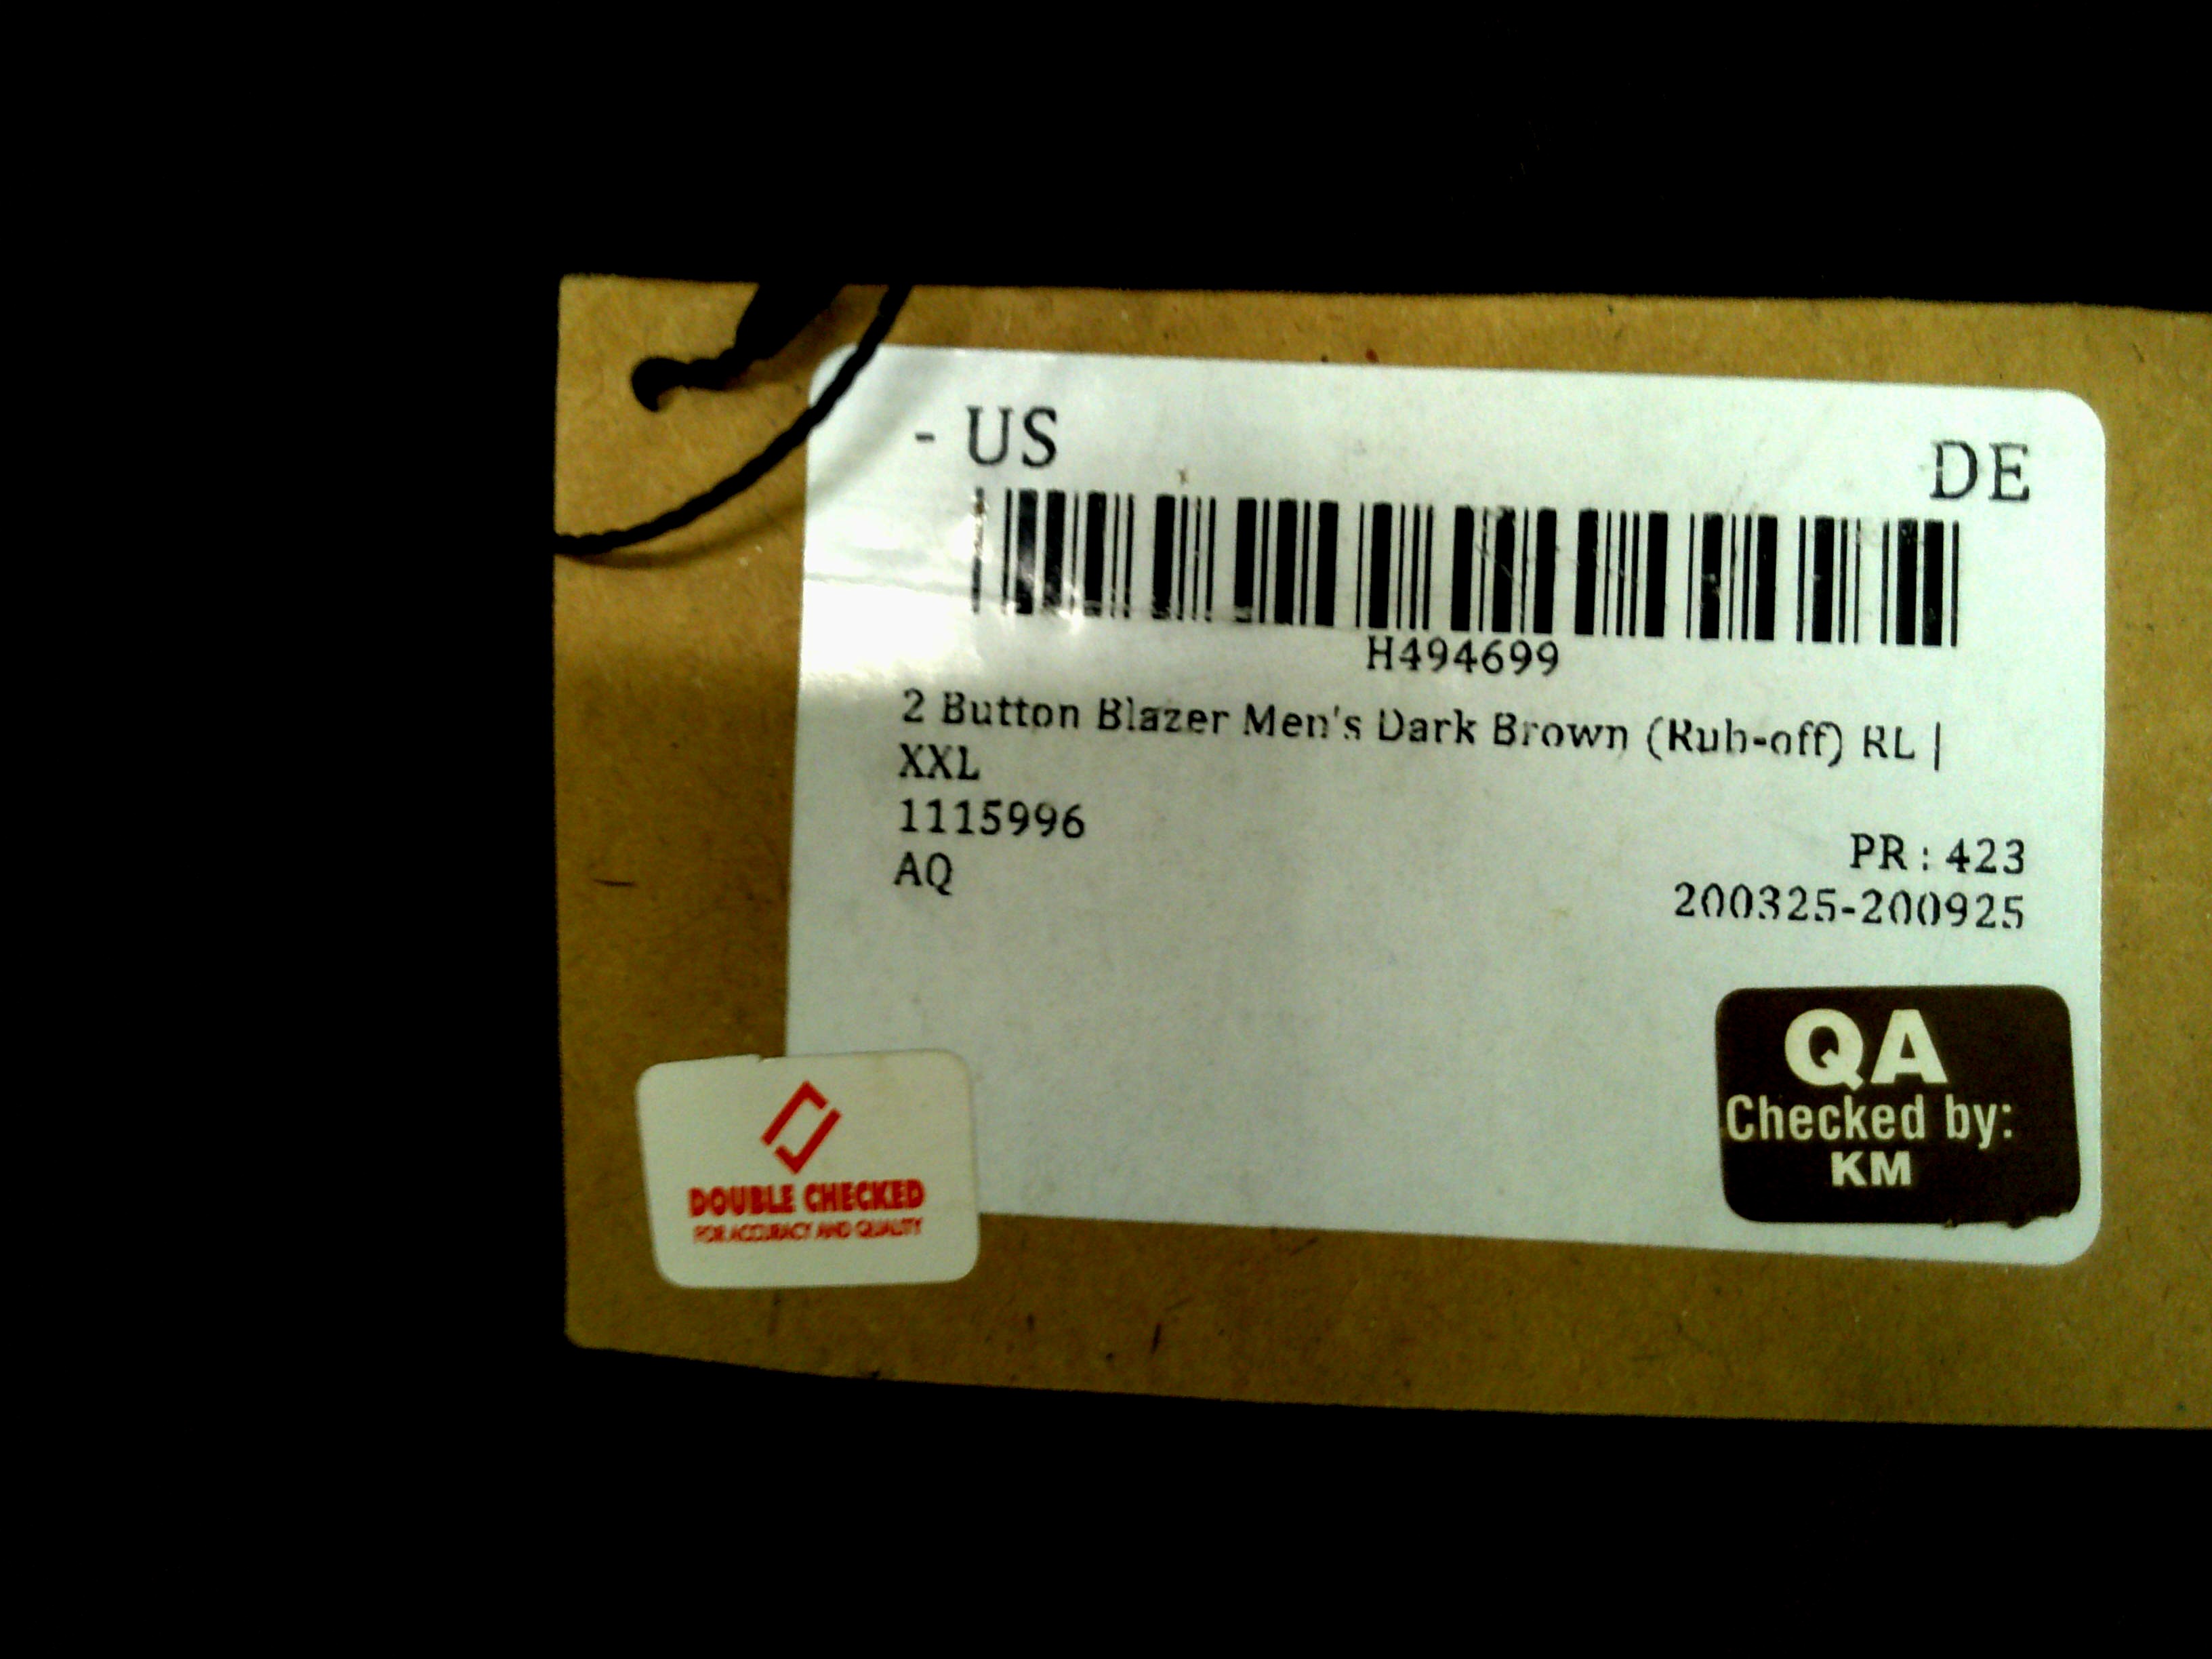 - US DE
H494699
2 Button Blazer Men's Dark Brown (Rub-off) RL |
XXL
1115996
PR : 423
AQ
200325-200925
QA
Checked by:
KM
DOUBLE CHECKED
FOR ACCURACY AND QUALITY